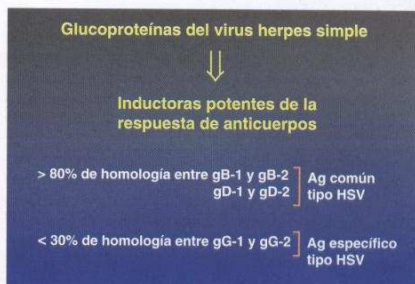 Glucoproteínas del virus herpes simple
⇓
Inductoras potentes de la
respuesta de anticuerpos
> 80% de homología entre gB-1 y gB-2
gD-1 y gD-2
Ag común
tipo HSV
< 30% de homología entre gG-1 y gG-2
Ag específico
tipo HSV